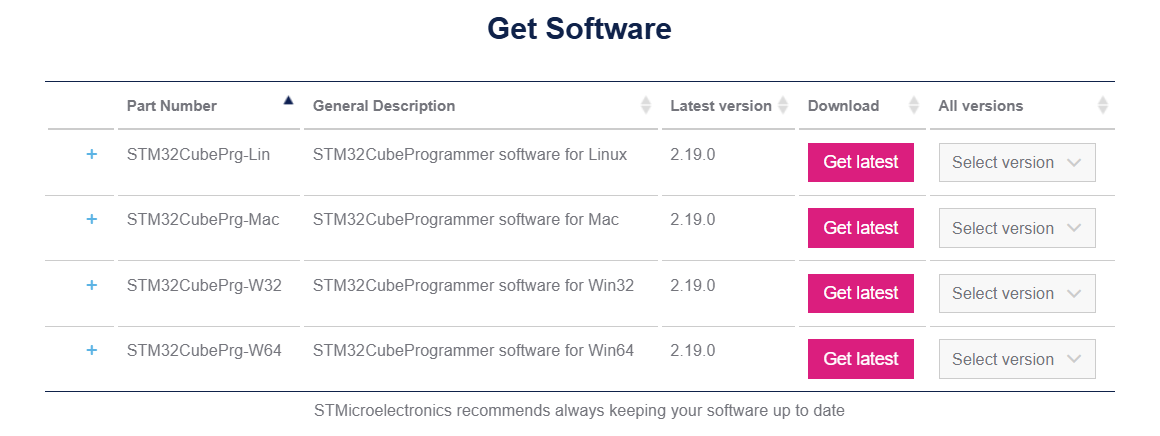 Get Software
Part Number General Description Latest version Download All versions
+ STM32CubePrg-Lin STM32CubeProgrammer software for Linux 2.19.0 Get latest Select version
+ STM32CubePrg-Mac STM32CubeProgrammer software for Mac 2.19.0 Get latest Select version
+ STM32CubePrg-W32 STM32CubeProgrammer software for Win32 2.19.0 Get latest Select version
+ STM32CubePrg-W64 STM32CubeProgrammer software for Win64 2.19.0 Get latest Select version
STMicroelectronics recommends always keeping your software up to date